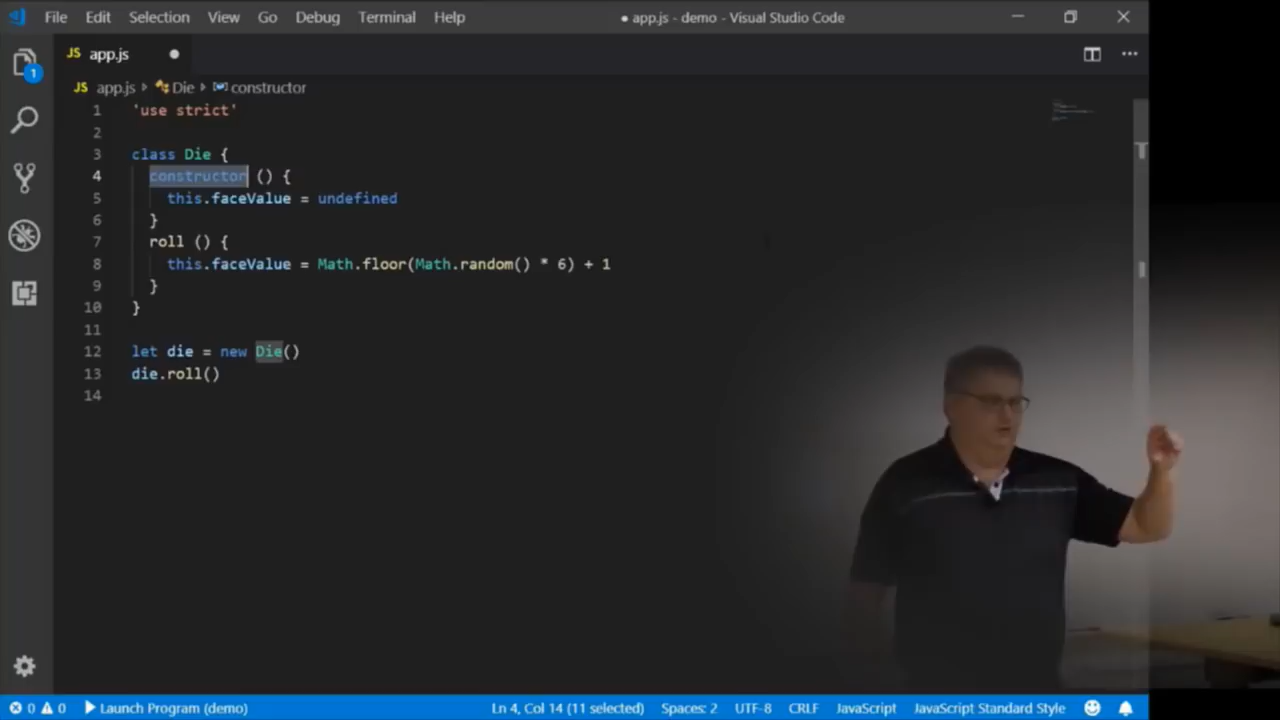 File Edit Selection View Go Debug Terminal Help ● app.js - demo - Visual Studio Code
JS app.js ●
1
JS app.js Die constructor
1 'use strict'
2
3 class Die {
4 constructor () {
5 this.faceValue = undefined
6 }
7 roll () {
8 this.faceValue = Math.floor(Math.random() * 6) + 1
9 }
10 }
11
12 let die = new Die()
13 die.roll()
14
0 0 Launch Program (demo) Ln 4, Col 14 (11 selected) Spaces: 2 UTF-8 CRLF JavaScript JavaScript Standard Style